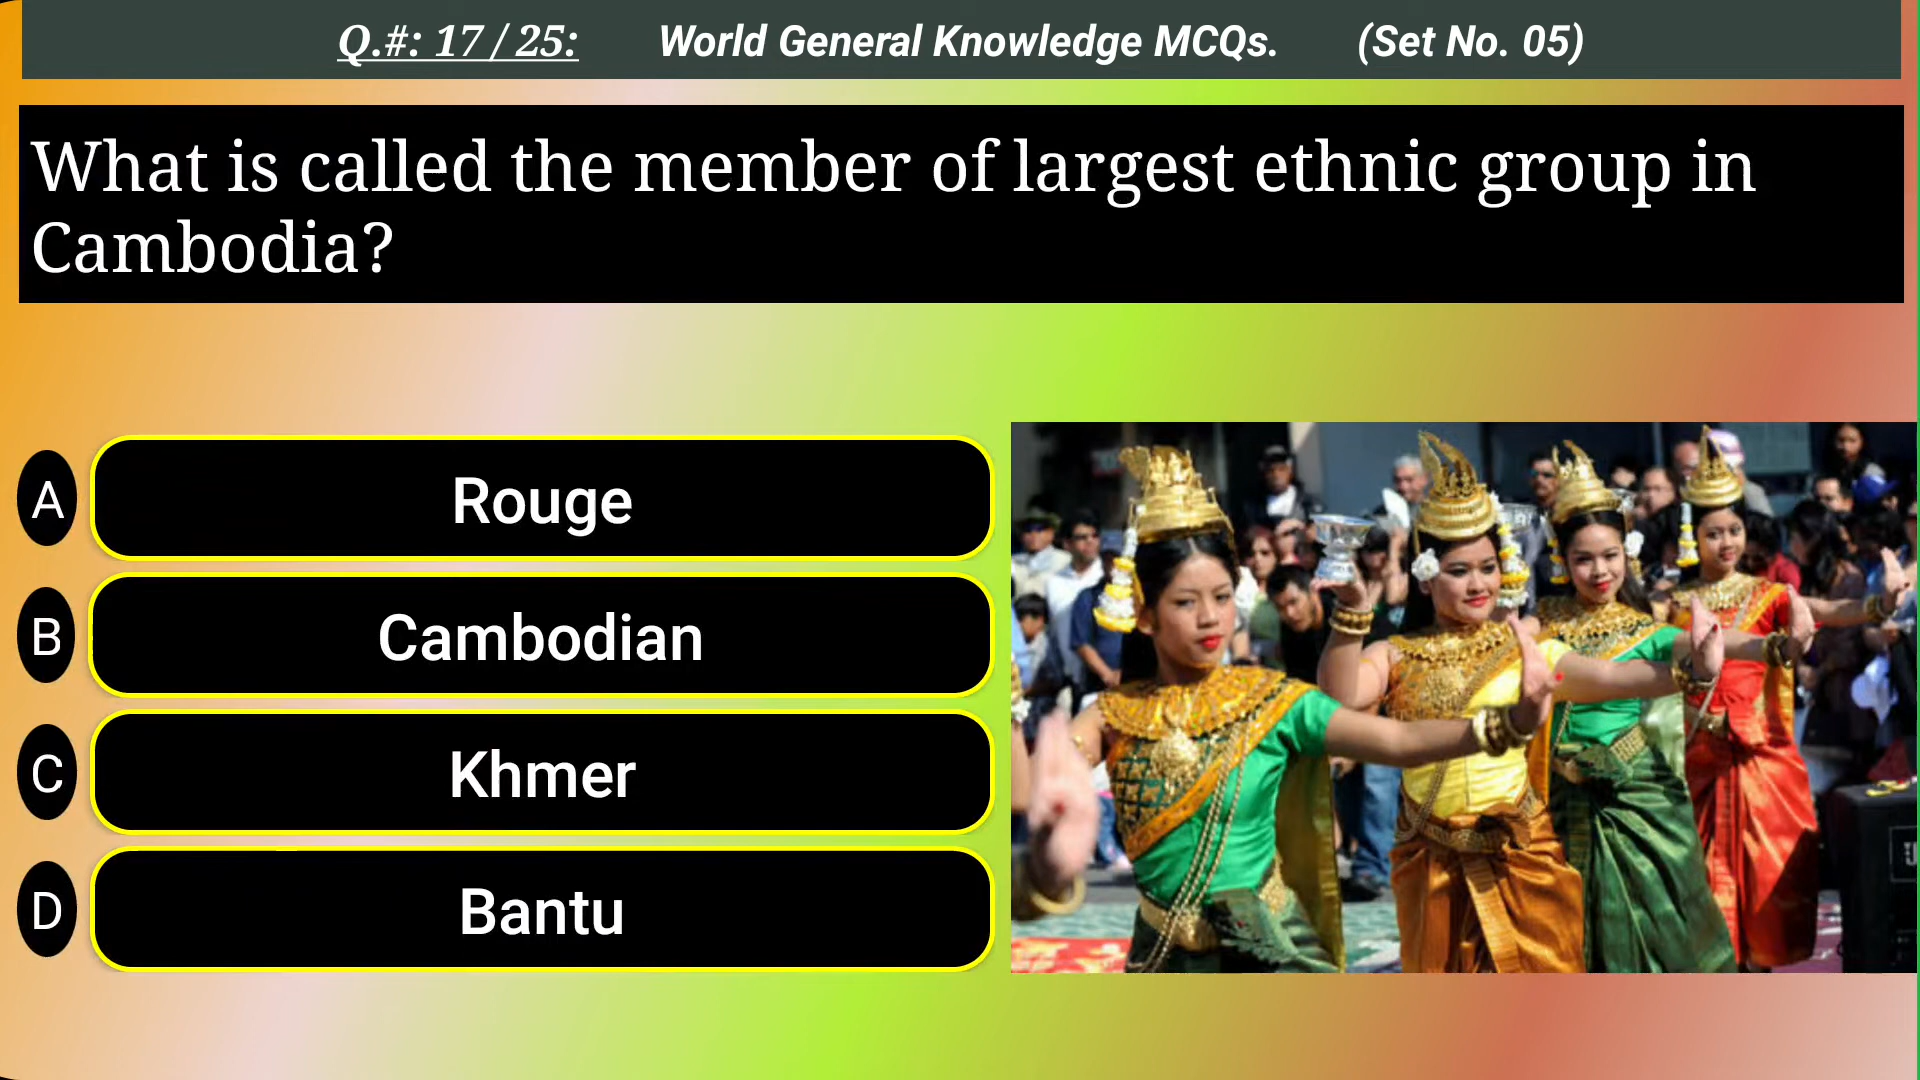 Q.#: 17 / 25: World General Knowledge MCQs. (Set No. 05)
What is called the member of largest ethnic group in
Cambodia?
A Rouge
B Cambodian
C Khmer
D Bantu